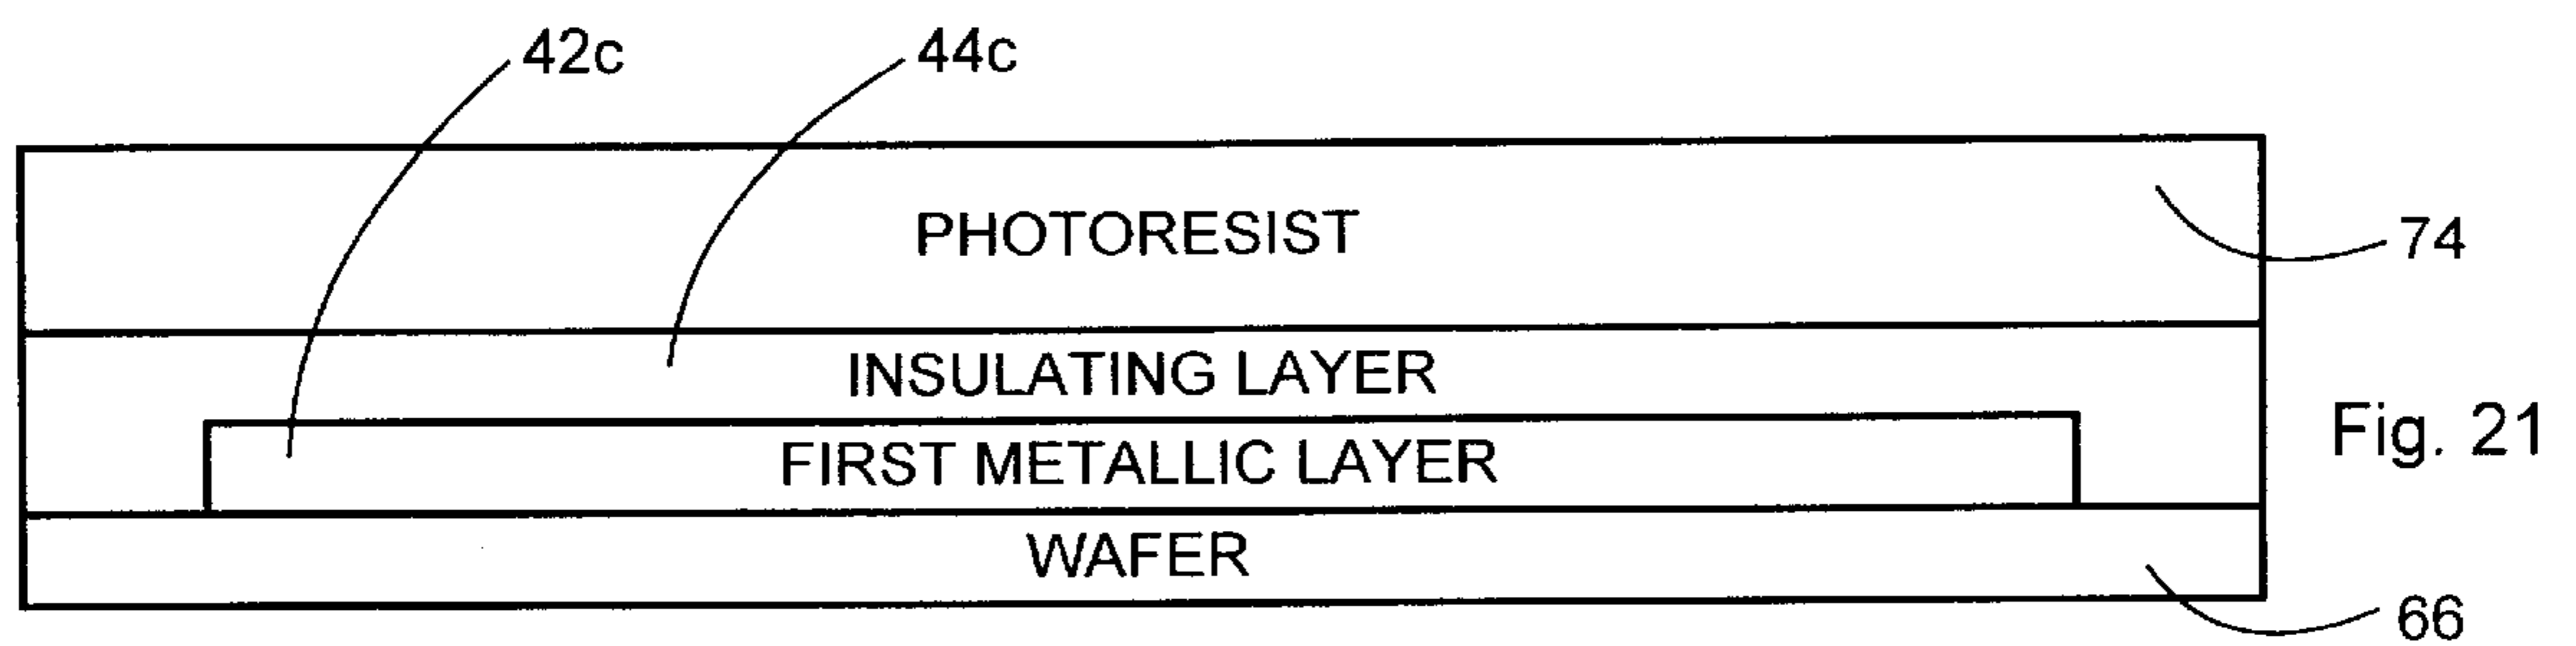 42c
44c
PHOTORESIST
74
INSULATING LAYER
FIRST METALLIC LAYER
Fig. 21
WAFER
66